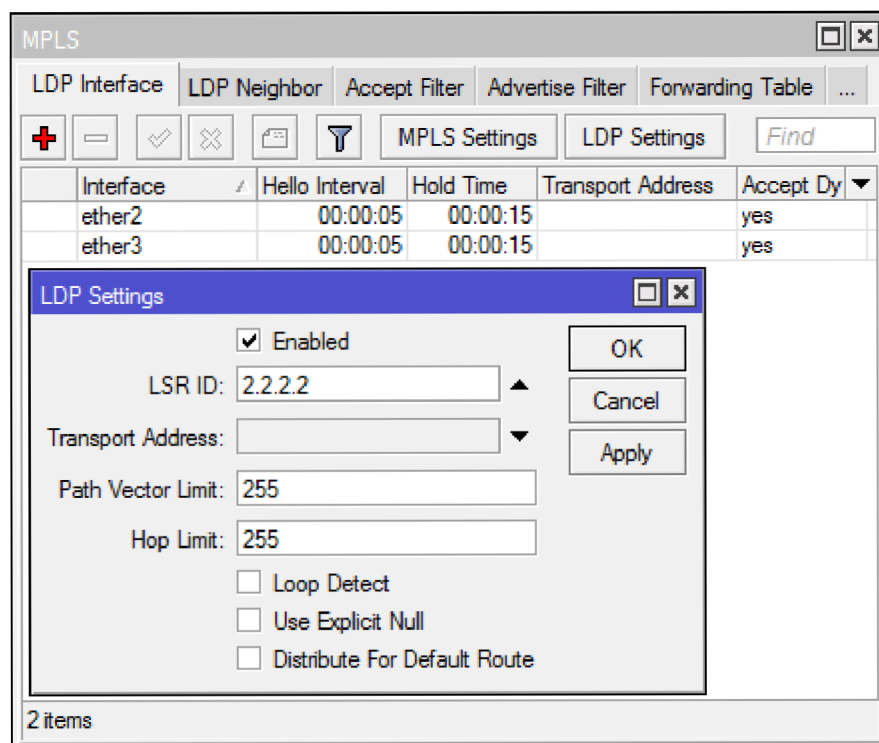 MPLS
LDP Interface LDP Neighbor Accept Filter Advertise Filter Forwarding Table ...
MPLS Settings LDP Settings Find
Interface Hello Interval Hold Time Transport Address Accept Dy
ether2 00:00:05 00:00:15 yes
ether3 00:00:05 00:00:15 yes
LDP Settings
Enabled
OK
LSR ID: 2.2.2.2
Cancel
Transport Address:
Apply
Path Vector Limit: 255
Hop Limit: 255
Loop Detect
Use Explicit Null
Distribute For Default Route
2 items